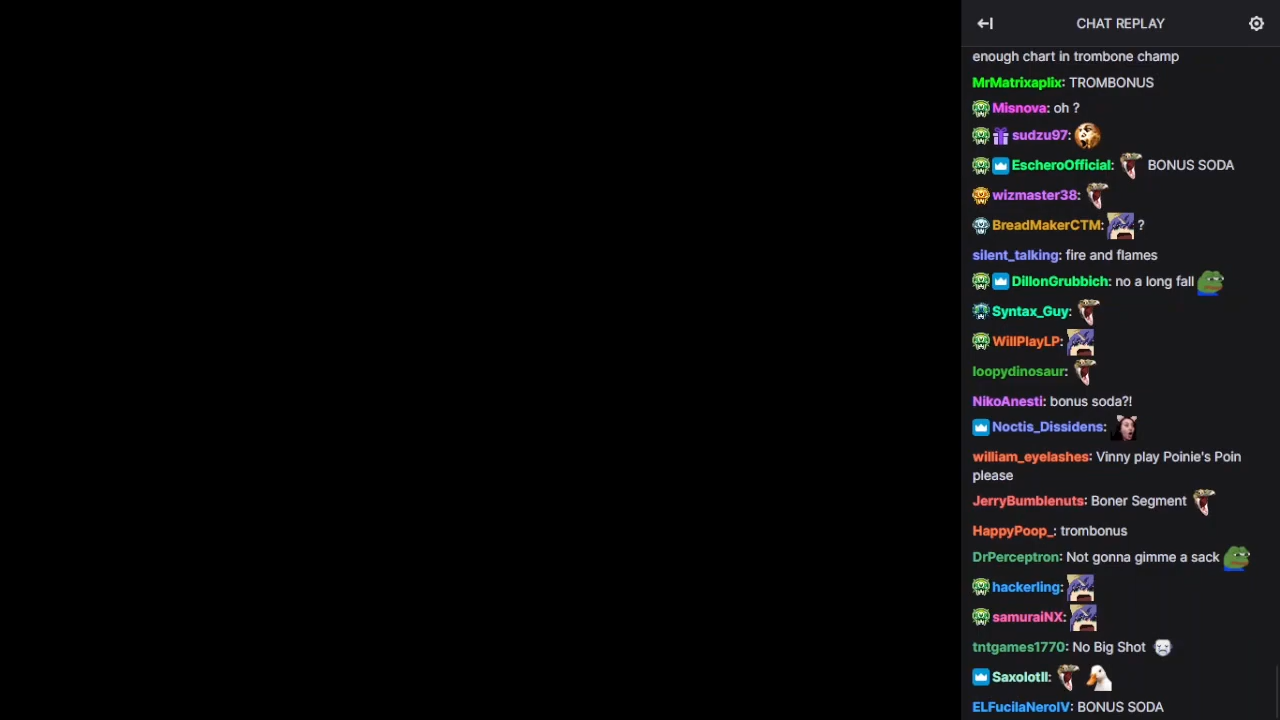 CHAT REPLAY
enough chart in trombone champ
MrMatrixaplix: TROMBONUS
Misnova: oh ?
sudzu97:
EscheroOfficial: BONUS SODA
wizmaster38:
BreadMakerCTM: ?
silent_talking: fire and flames
DillonGrubbich: no a long fall
Syntax_Guy:
WillPlayLP:
loopydinosaur:
NikoAnesti: bonus soda?!
Noctis_Dissidens:
william_eyelashes: Vinny play Poinie's Poin
please
JerryBumblenuts: Boner Segment
HappyPoop_: trombonus
DrPerceptron: Not gonna gimme a sack
hackerling:
samuraiNX:
tntgames1770: No Big Shot
SaxolotlI:
ELFucilaNeroIV: BONUS SODA